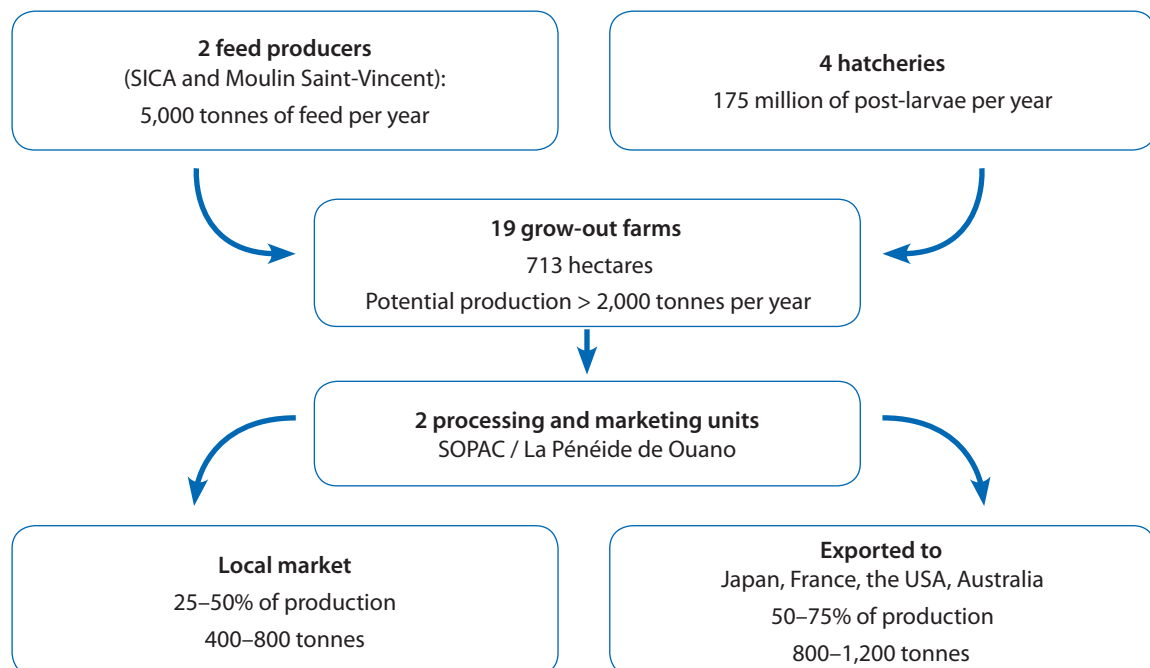 2 feed producers
(SICA and Moulin Saint-Vincent):
5,000 tonnes of feed per year
4 hatcheries
175 million of post-larvae per year
19 grow-out farms
713 hectares
Potential production > 2,000 tonnes per year
2 processing and marketing units
SOPAC / La Pénéide de Ouano
Local market
25–50% of production
400–800 tonnes
Exported to
Japan, France, the USA, Australia
50–75% of production
800–1,200 tonnes